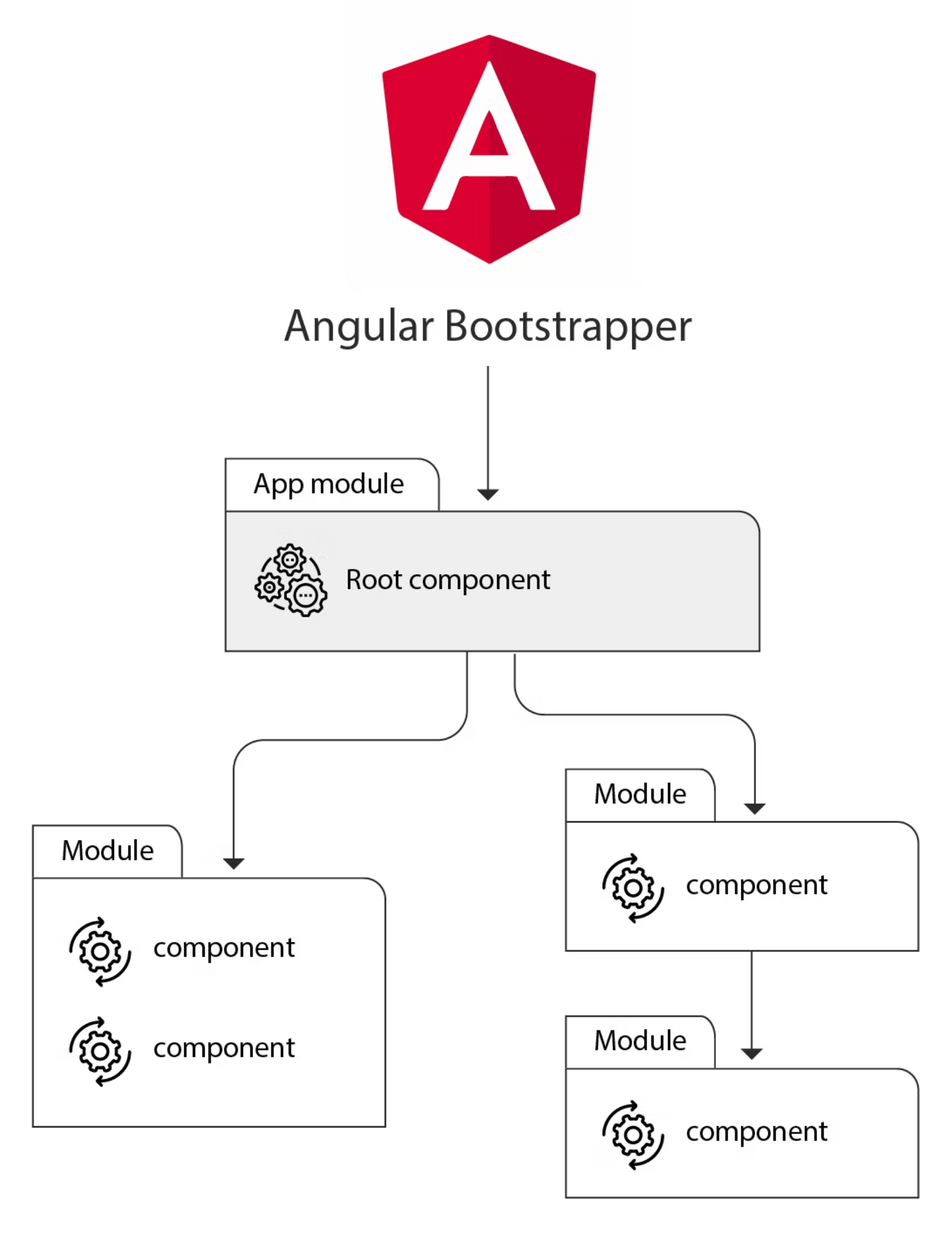 A
Angular Bootstrapper
App module
Root component
Module
component
component
Module
component
Module
component